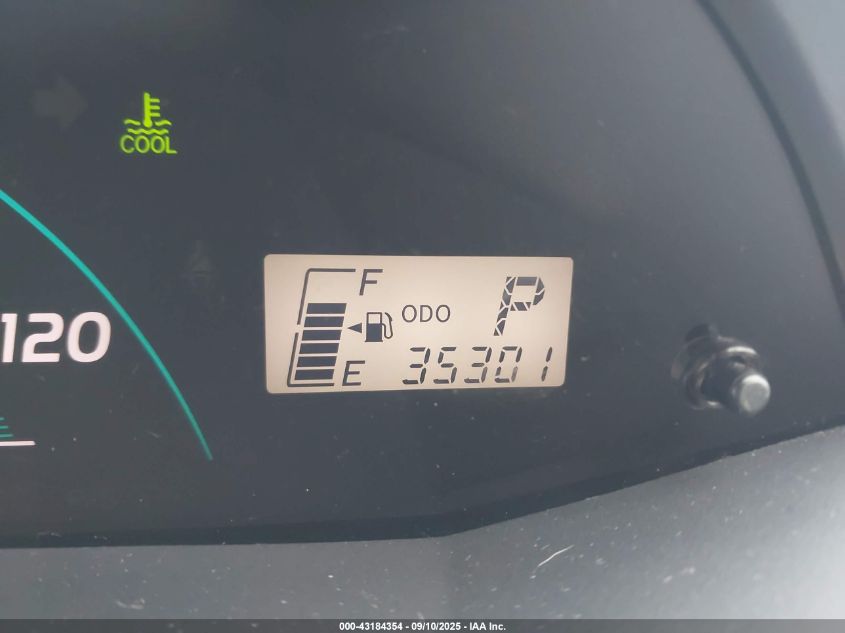 COOL
120
F
ODO
P
E
35301
000-43184354 - 09/10/2025 - IAA Inc.